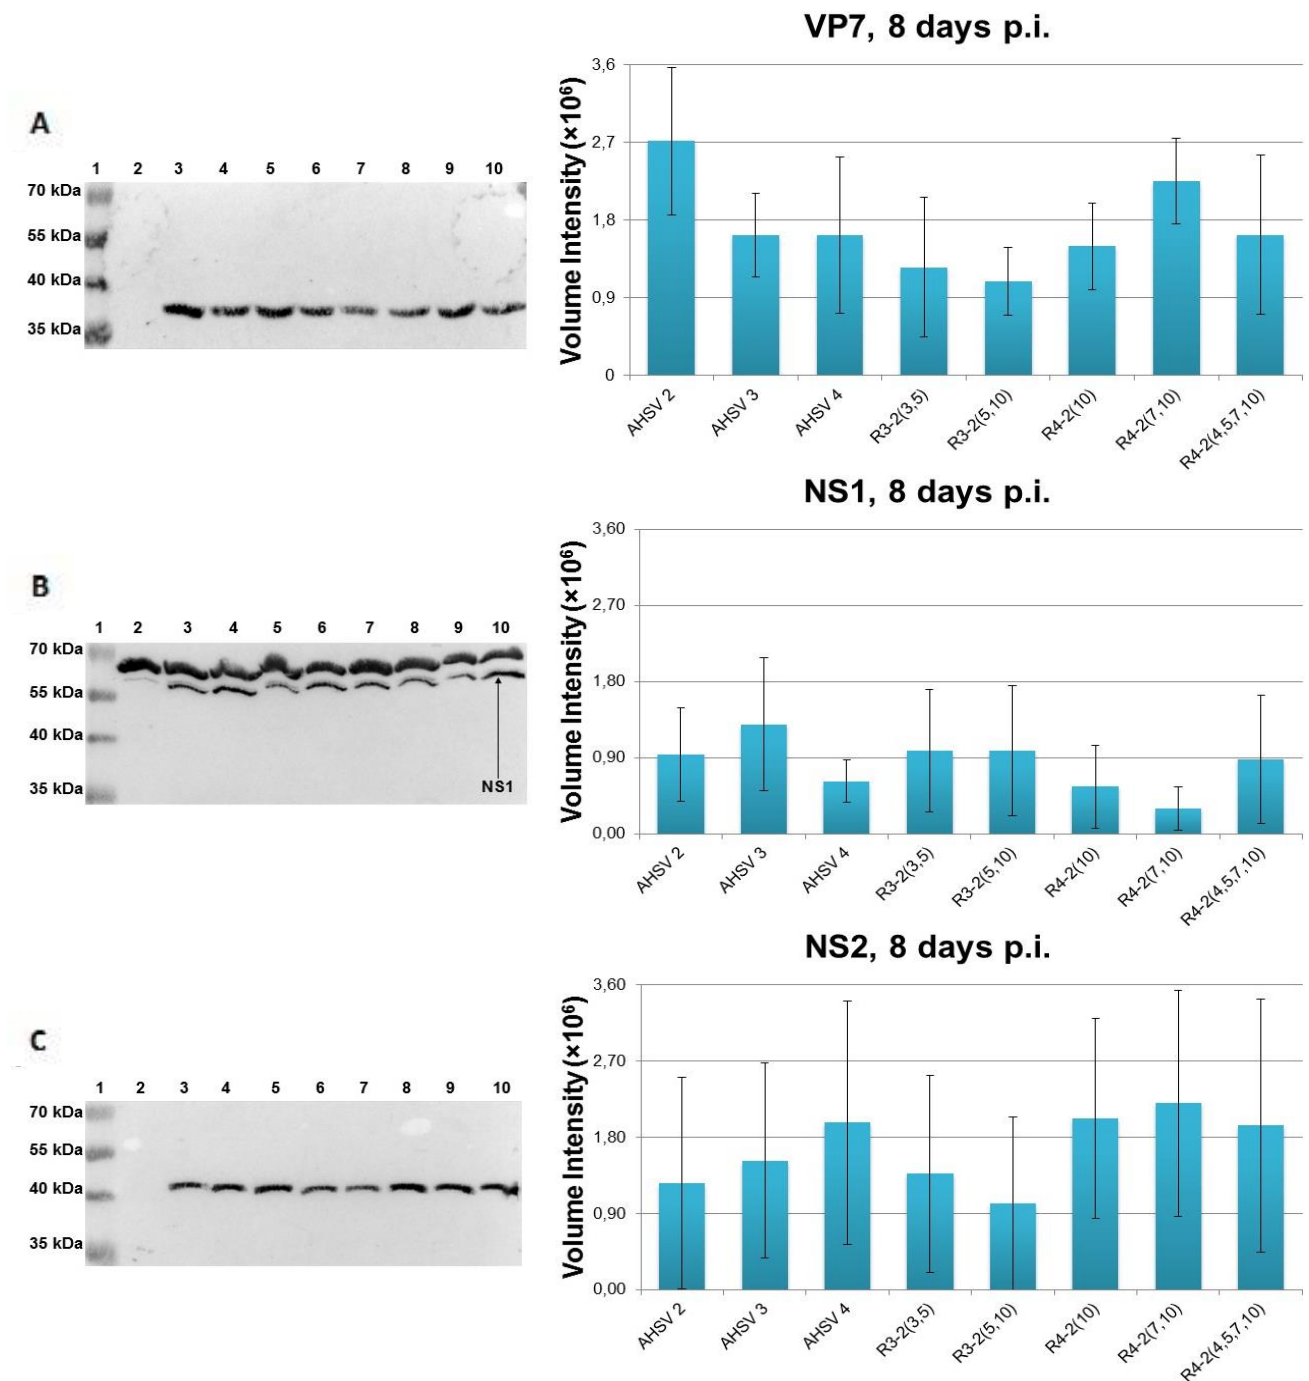 VP7, 8 days p.i.
A
1 2 3 4 5 6 7 8 9 10
70 kDa
55 kDa
40 kDa
35 kDa
Volume Intensity (×10⁶)
3,6
2,7
1,8
0,9
0
AHSV 2
AHSV 3
AHSV 4
R3-2(3,5)
R3-2(5,10)
R4-2(10)
R4-2(7,10)
R4-2(4,5,7,10)
NS1, 8 days p.i.
B
1 2 3 4 5 6 7 8 9 10
70 kDa
55 kDa
40 kDa
35 kDa
NS1
Volume Intensity (×10⁶)
3,60
2,70
1,80
0,90
0,00
AHSV 2
AHSV 3
AHSV 4
R3-2(3,5)
R3-2(5,10)
R4-2(10)
R4-2(7,10)
R4-2(4,5,7,10)
NS2, 8 days p.i.
C
1 2 3 4 5 6 7 8 9 10
70 kDa
55 kDa
40 kDa
35 kDa
Volume Intensity (×10⁶)
3,60
2,70
1,80
0,90
0,00
AHSV 2
AHSV 3
AHSV 4
R3-2(3,5)
R3-2(5,10)
R4-2(10)
R4-2(7,10)
R4-2(4,5,7,10)